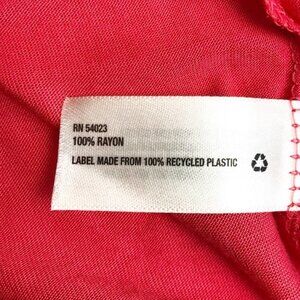 RN 54023
100% RAYON
LABEL MADE FROM 100% RECYCLED PLASTIC